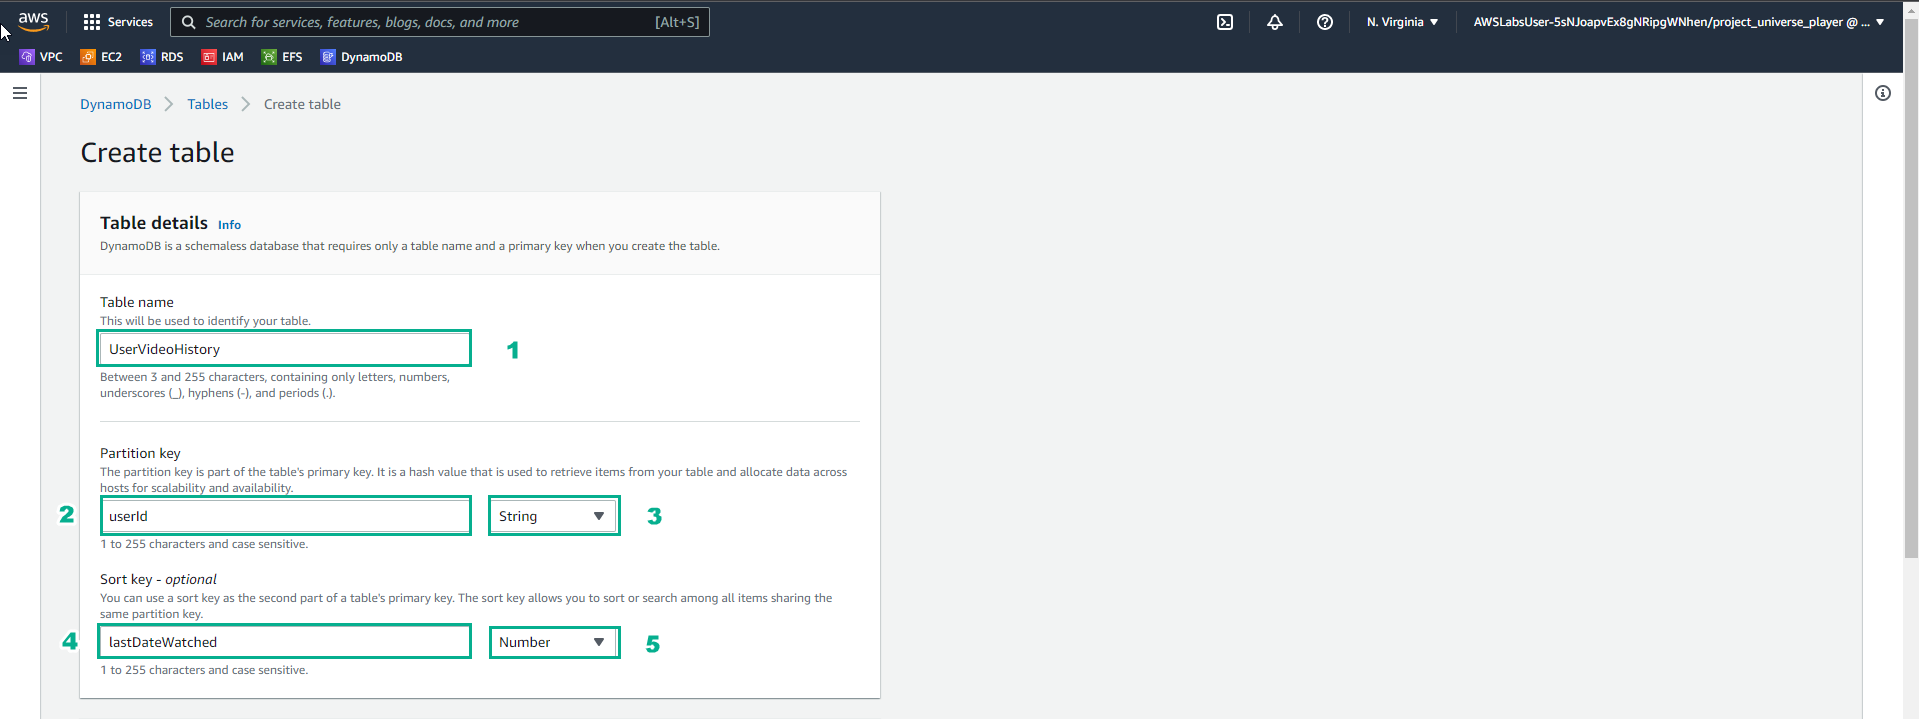 aws
Services
Search for services, features, blogs, docs, and more
[Alt+S]
N. Virginia
AWSLabsUser-5sNJoapvEx8gNRipgWNhen/project_universe_player @ ...
VPC
EC2
RDS
IAM
EFS
DynamoDB
DynamoDB
Tables
Create table
Create table
Table details Info
DynamoDB is a schemaless database that requires only a table name and a primary key when you create the table.
Table name
This will be used to identify your table.
UserVideoHistory
1
Between 3 and 255 characters, containing only letters, numbers,
underscores (_), hyphens (-), and periods (.).
Partition key
The partition key is part of the table's primary key. It is a hash value that is used to retrieve items from your table and allocate data across
hosts for scalability and availability.
2
userId
String
3
1 to 255 characters and case sensitive.
Sort key - optional
You can use a sort key as the second part of a table's primary key. The sort key allows you to sort or search among all items sharing the
same partition key.
4
lastDateWatched
Number
5
1 to 255 characters and case sensitive.